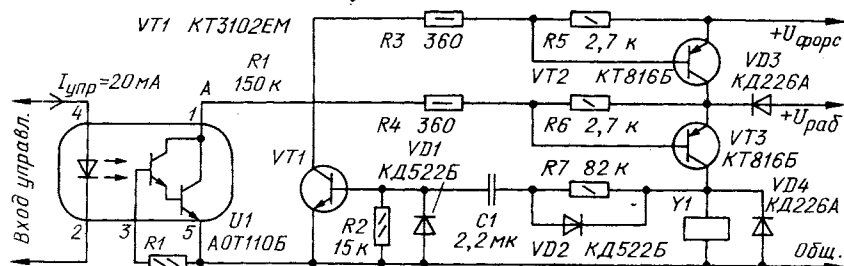 VT1 КТ3102ЕМ
R3 360
R5 2,7 к
+Uфорс
VT2 КТ816Б
VD3
КД226А
Iупр=20мА
А
R1
150 к
4
1
R4 360
R6 2,7 к
+Uраб
VT3
КТ816Б
Вход управл.
VT1
VD1
КД522Б
R7 82 к
VD4
КД226А
2
3
5
U1
АОТ110Б
R1
R2
15 к
C1
2,2 мк
VD2 КД522Б
Y1
Общ.